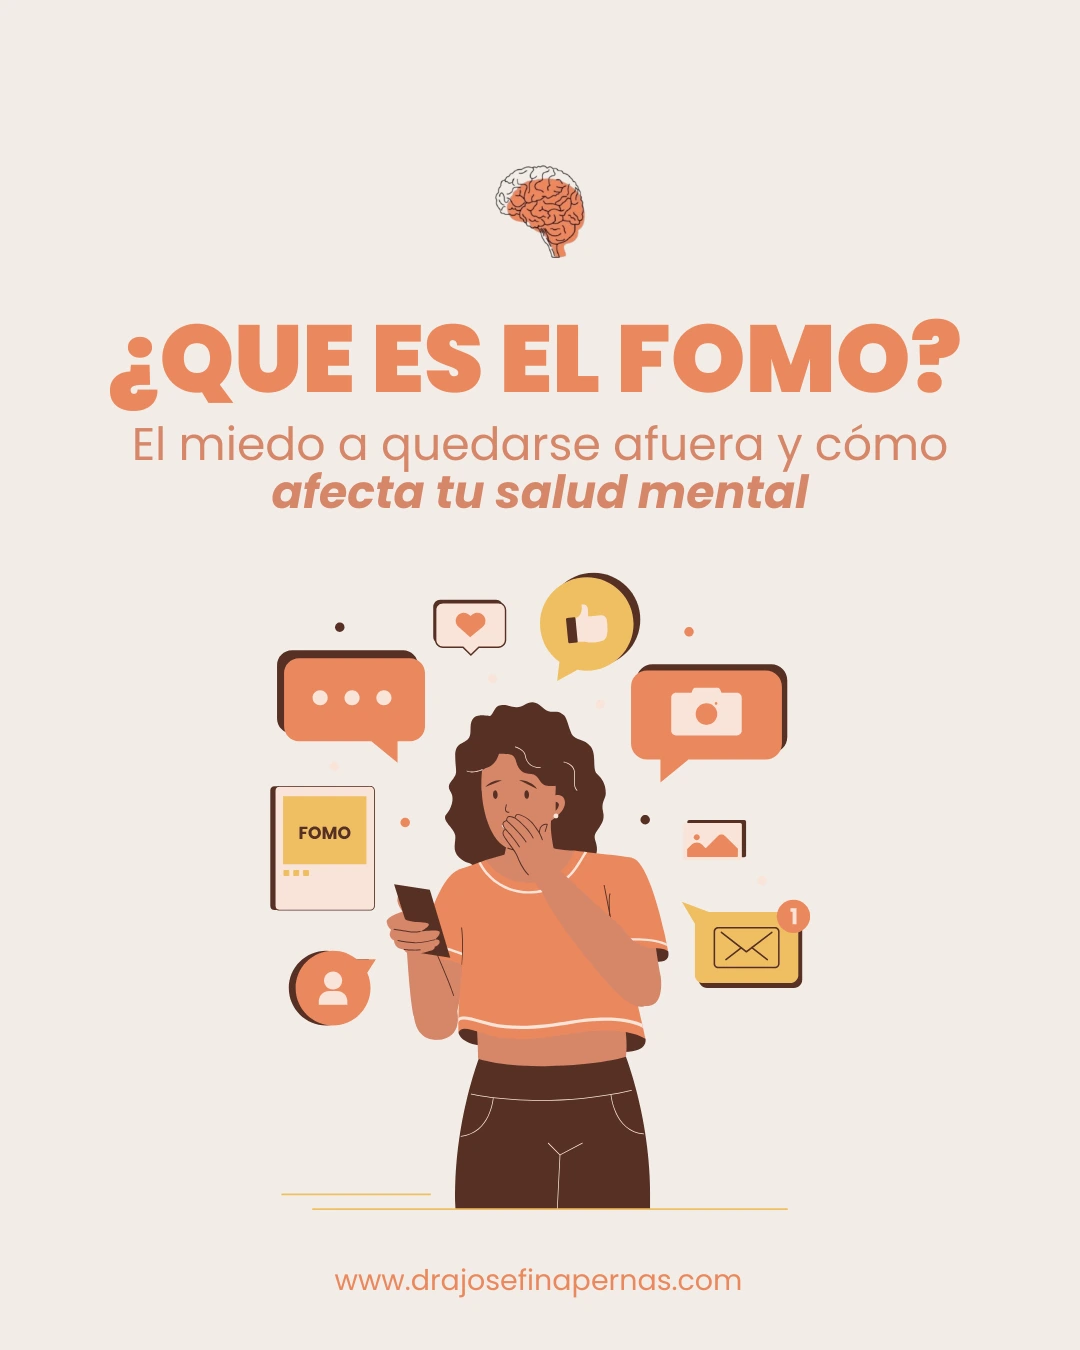 ¿QUE ES EL FOMO?
El miedo a quedarse afuera y cómo
afecta tu salud mental
FOMO
1
www.drajosefinapernas.com